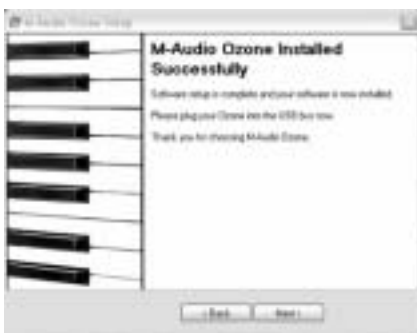 M-Audio Ozone Setup
M-Audio Ozone Installed
Successfully
Software setup is complete and your software is now installed.
Please plug your Ozone into the USB bus now.
Thank you for choosing M-Audio Ozone.
< Back
Next >